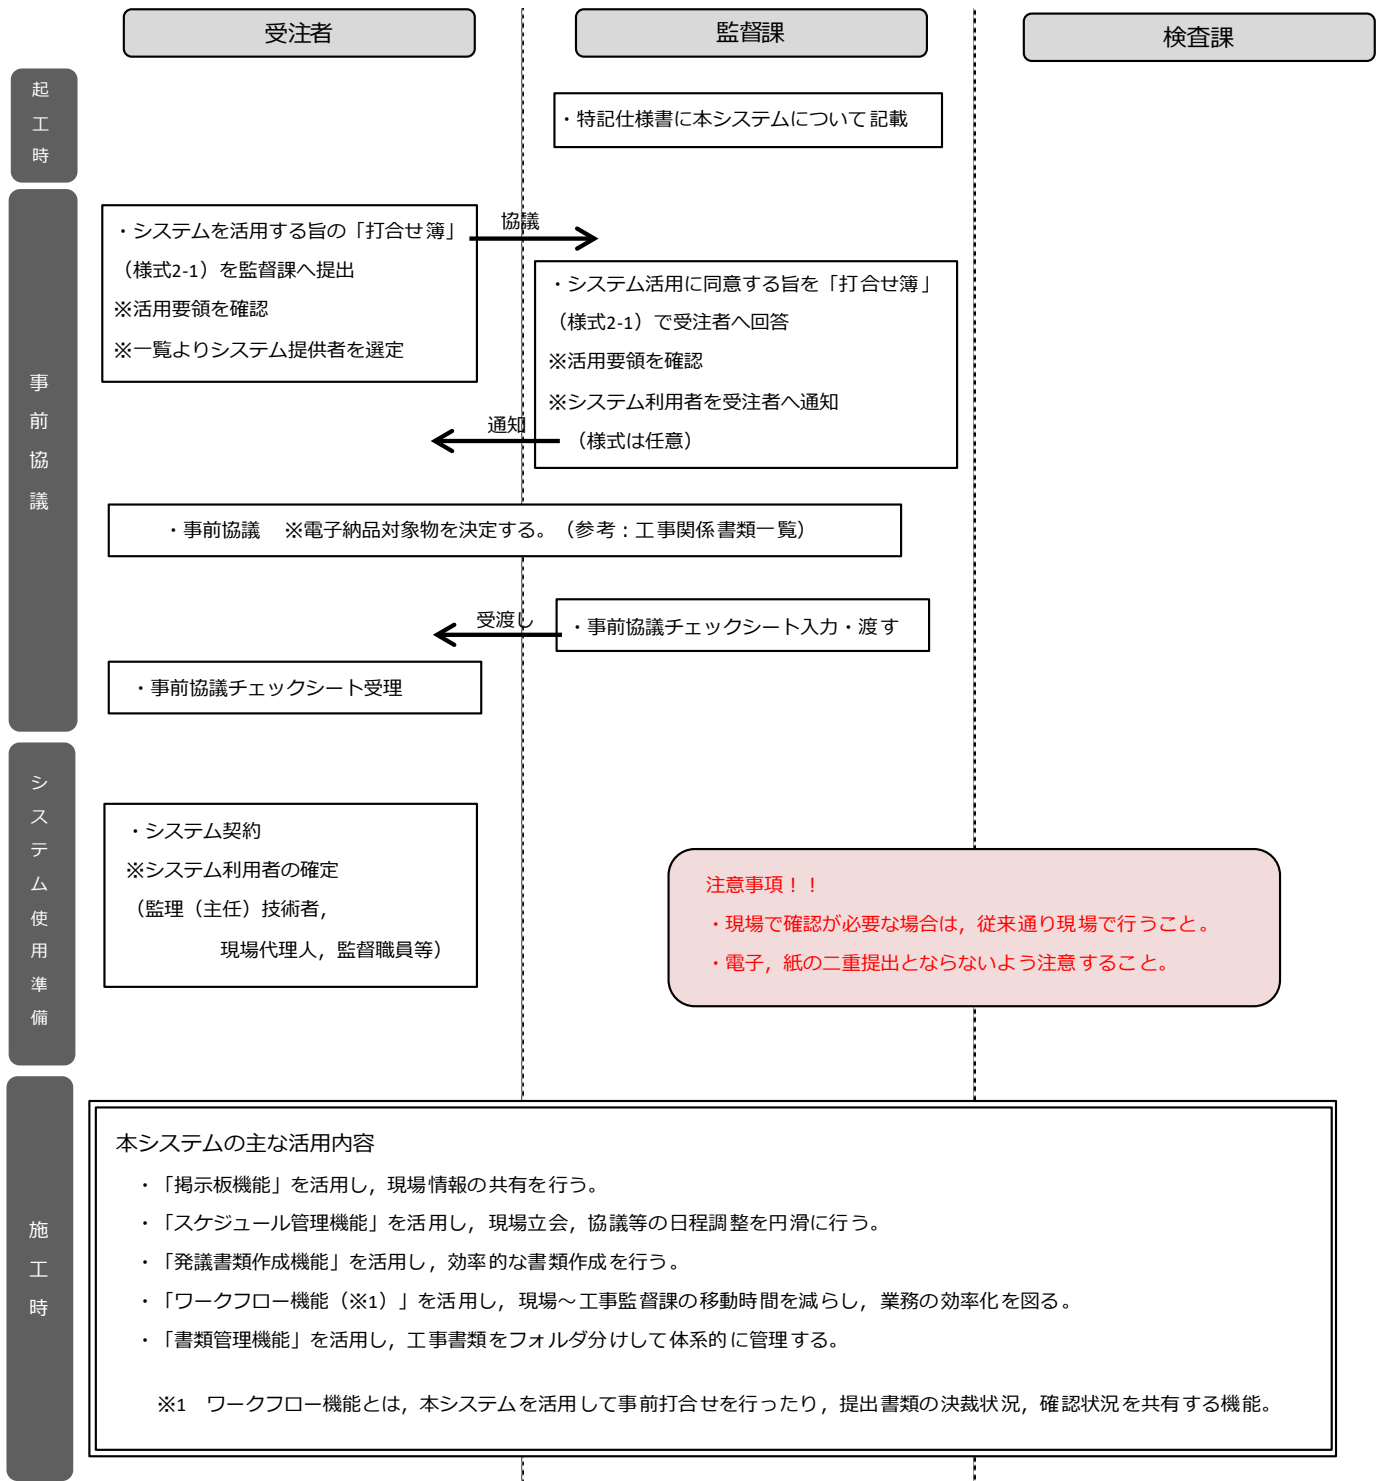 受注者
監督課
検査課
起工時
・特記仕様書に本システムについて記載
事前協議
・システムを活用する旨の「打合せ簿」
（様式2-1）を監督課へ提出
※活用要領を確認
※一覧よりシステム提供者を選定
協議
・システム活用に同意する旨を「打合せ簿」
（様式2-1）で受注者へ回答
※活用要領を確認
※システム利用者を受注者へ通知
（様式は任意）
通知
・事前協議　※電子納品対象物を決定する。（参考：工事関係書類一覧）
受渡し
・事前協議チェックシート入力・渡す
・事前協議チェックシート受理
システム使用準備
・システム契約
※システム利用者の確定
（監理（主任）技術者，
現場代理人，監督職員等）
注意事項！！
・現場で確認が必要な場合は，従来通り現場で行うこと。
・電子，紙の二重提出とならないよう注意すること。
施工時
本システムの主な活用内容
・「掲示板機能」を活用し，現場情報の共有を行う。
・「スケジュール管理機能」を活用し，現場立会，協議等の日程調整を円滑に行う。
・「発議書類作成機能」を活用し，効率的な書類作成を行う。
・「ワークフロー機能（※1）」を活用し，現場～工事監督課の移動時間を減らし，業務の効率化を図る。
・「書類管理機能」を活用し，工事書類をフォルダ分けして体系的に管理する。
※1　ワークフロー機能とは，本システムを活用して事前打合せを行ったり，提出書類の決裁状況，確認状況を共有する機能。